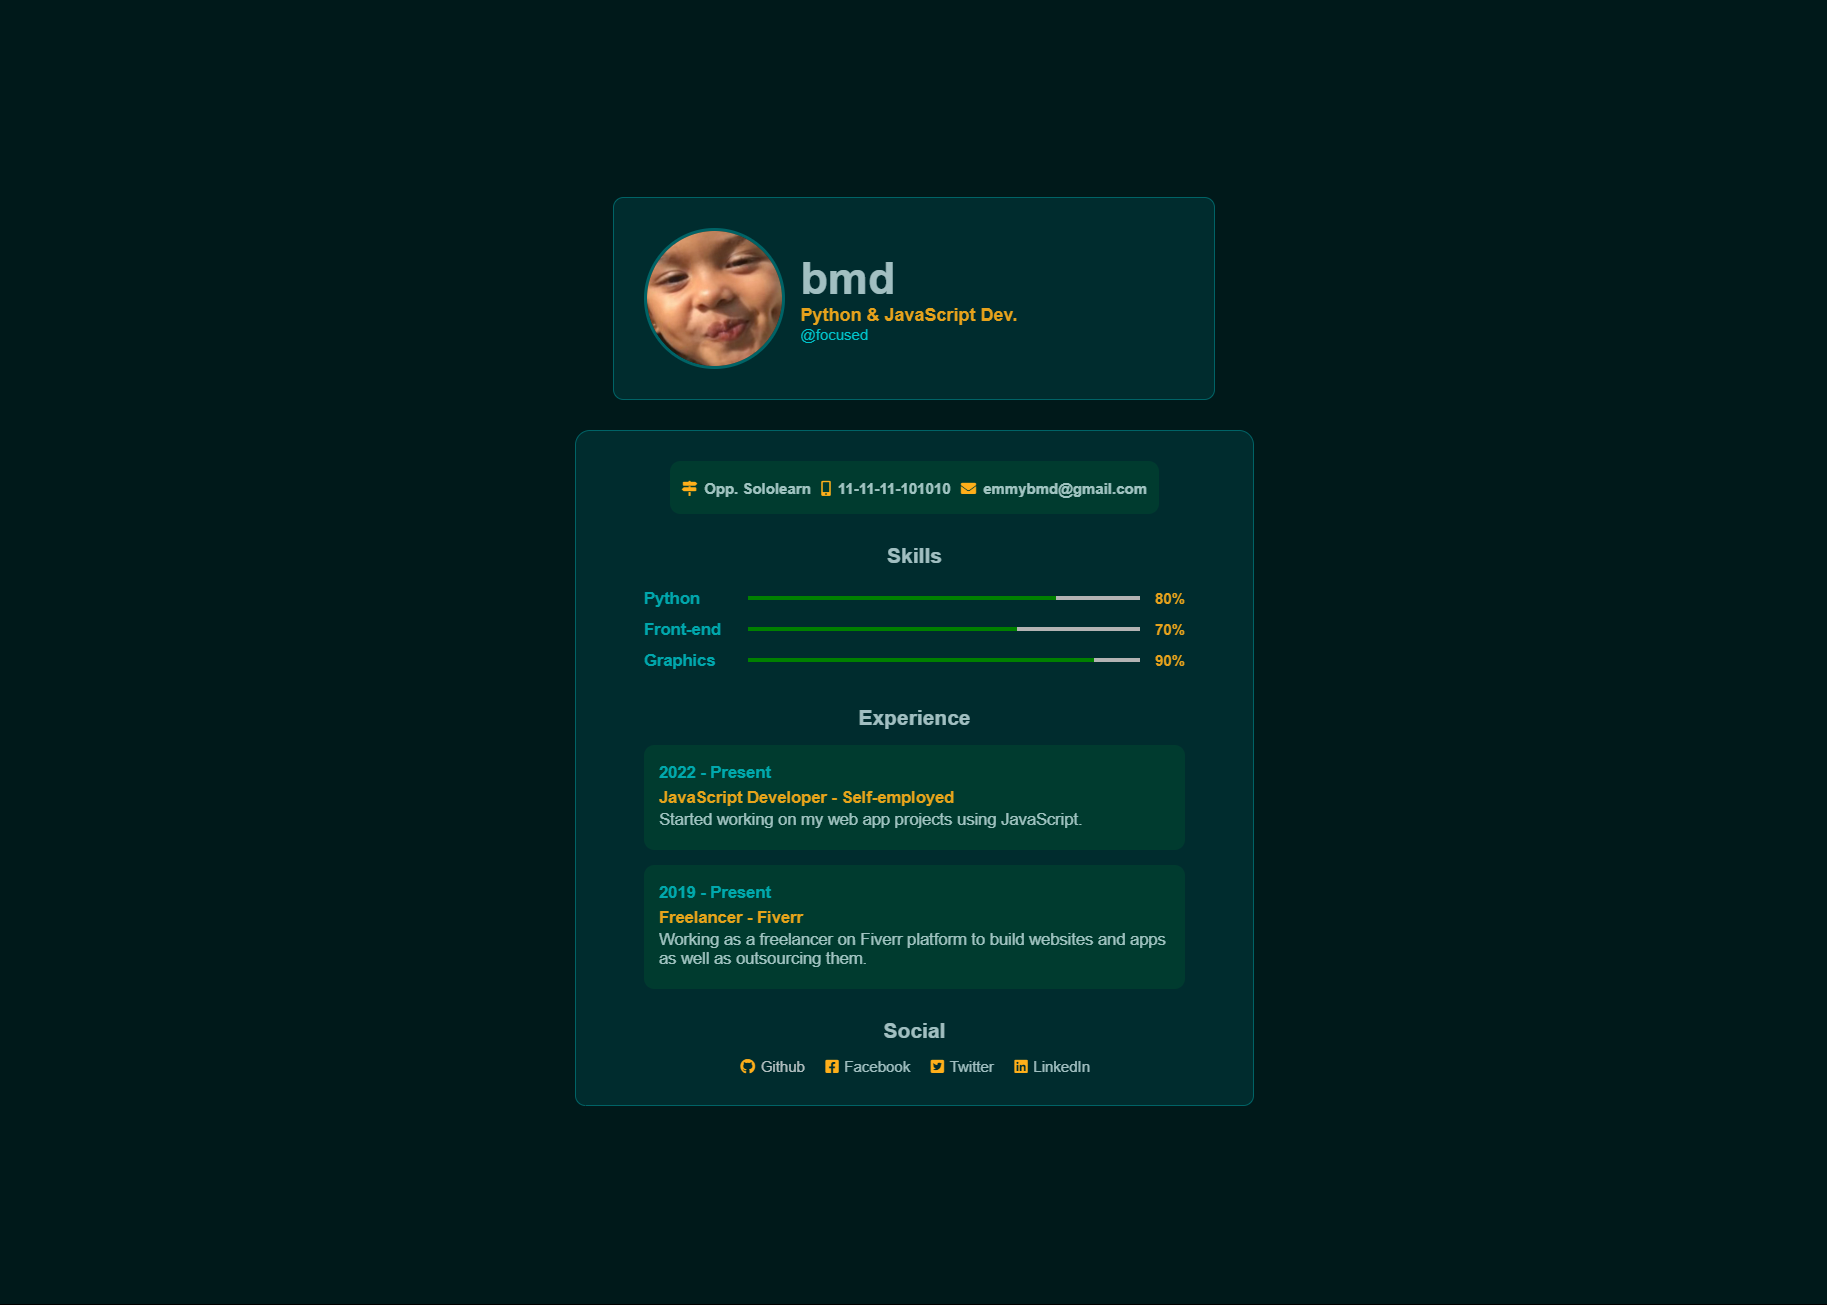 bmd
Python & JavaScript Dev.
@focused
Opp. Sololearn 11-11-11-101010 emmybmd@gmail.com
Skills
Python 80%
Front-end 70%
Graphics 90%
Experience
2022 - Present
JavaScript Developer - Self-employed
Started working on my web app projects using JavaScript.
2019 - Present
Freelancer - Fiverr
Working as a freelancer on Fiverr platform to build websites and apps
as well as outsourcing them.
Social
Github Facebook Twitter LinkedIn